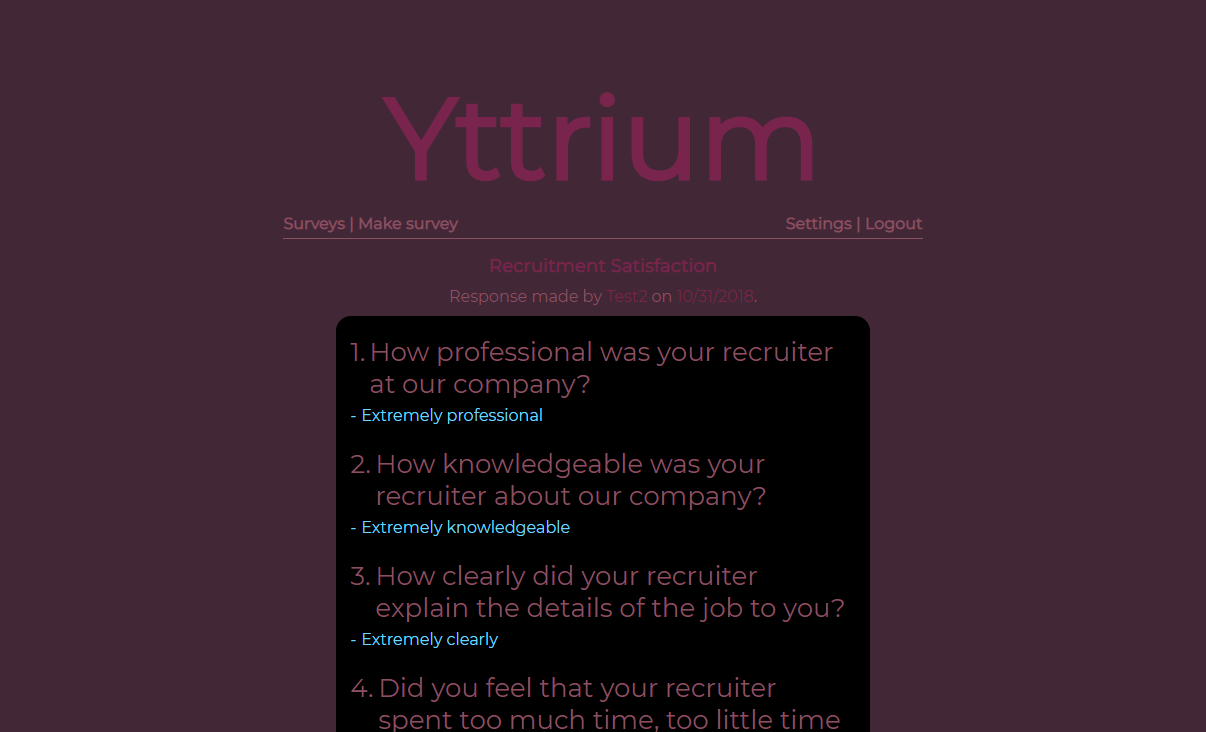 Yttrium
Surveys | Make survey
Settings | Logout
Recruitment Satisfaction
Response made by Test2 on 10/31/2018.
1. How professional was your recruiter
at our company?
- Extremely professional
2. How knowledgeable was your
recruiter about our company?
- Extremely knowledgeable
3. How clearly did your recruiter
explain the details of the job to you?
- Extremely clearly
4. Did you feel that your recruiter
spent too much time, too little time